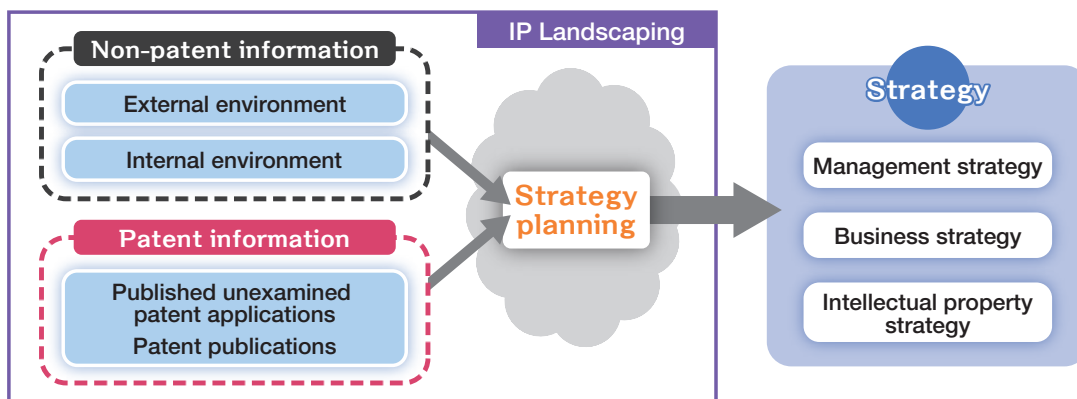 IP Landscaping
Non-patent information
External environment
Internal environment
Patent information
Published unexamined
patent applications
Patent publications
Strategy
planning
Strategy
Management strategy
Business strategy
Intellectual property
strategy